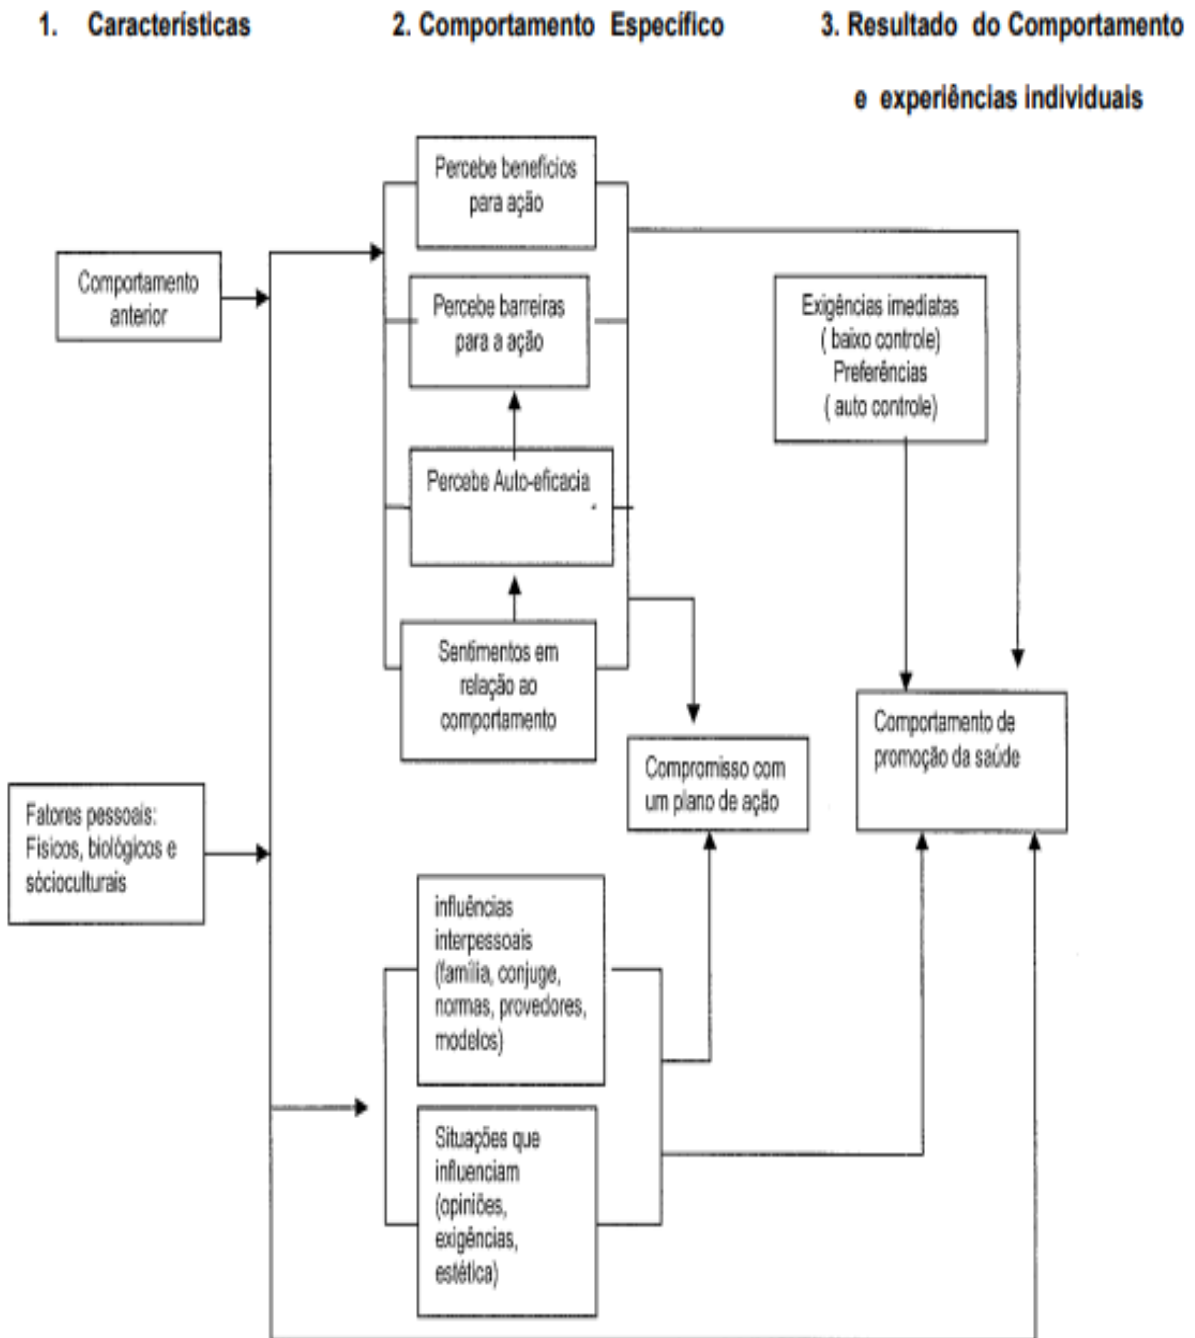 1. Características
2. Comportamento Específico
3. Resultado do Comportamento
e experiências individuais
Percebe benefícios
para ação
Comportamento
anterior
Percebe barreiras
para a ação
Exigências imediatas
( baixo controle)
Preferências
( auto controle)
Percebe Auto-eficacia
Sentimentos em
relação ao
comportamento
Compromisso com
um plano de ação
Comportamento de
promoção da saúde
Fatores pessoais:
Físicos, biológicos e
sócioculturais
influências
interpessoais
(família, conjuge,
normas, provedores,
modelos)
Situações que
influenciam
(opiniões,
exigências,
estética)